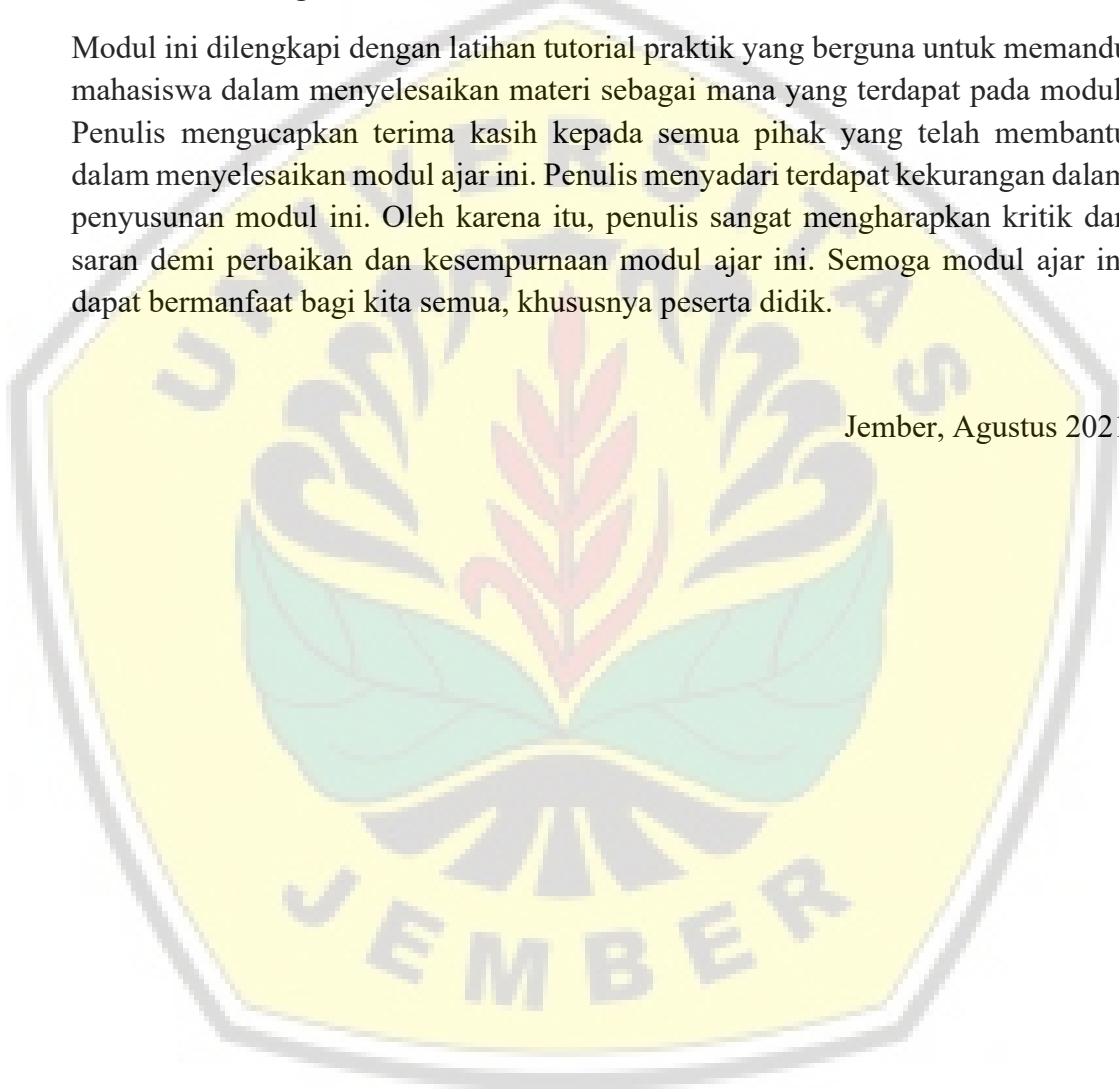 Modul ini dilengkapi dengan latihan tutorial praktik yang berguna untuk memandu
mahasiswa dalam menyelesaikan materi sebagai mana yang terdapat pada modul
Penulis mengucapkan terima kasih kepada semua pihak yang telah membantu
dalam menyelesaikan modul ajar ini. Penulis menyadari terdapat kekurangan dalam
penyusunan modul ini. Oleh karena itu, penulis sangat mengharapkan kritik dan
saran demi perbaikan dan kesempurnaan modul ajar ini. Semoga modul ajar in
dapat bermanfaat bagi kita semua, khususnya peserta didik.
Jember, Agustus 2021
UNIVERSITAS
JEMBER